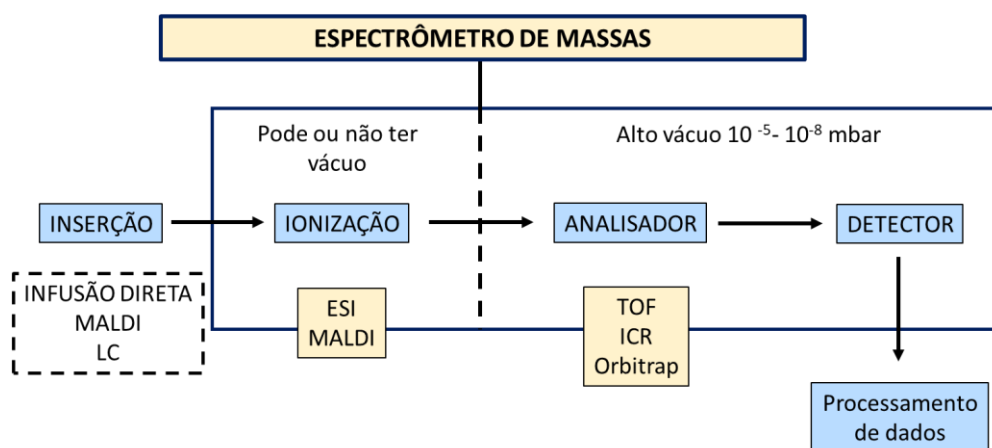 ESPECTRÔMETRO DE MASSAS
Pode ou não ter
vácuo
Alto vácuo 10 -5- 10-8 mbar
INSERÇÃO
IONIZAÇÃO
ANALISADOR
DETECTOR
INFUSÃO DIRETA
MALDI
LC
ESI
MALDI
TOF
ICR
Orbitrap
Processamento
de dados